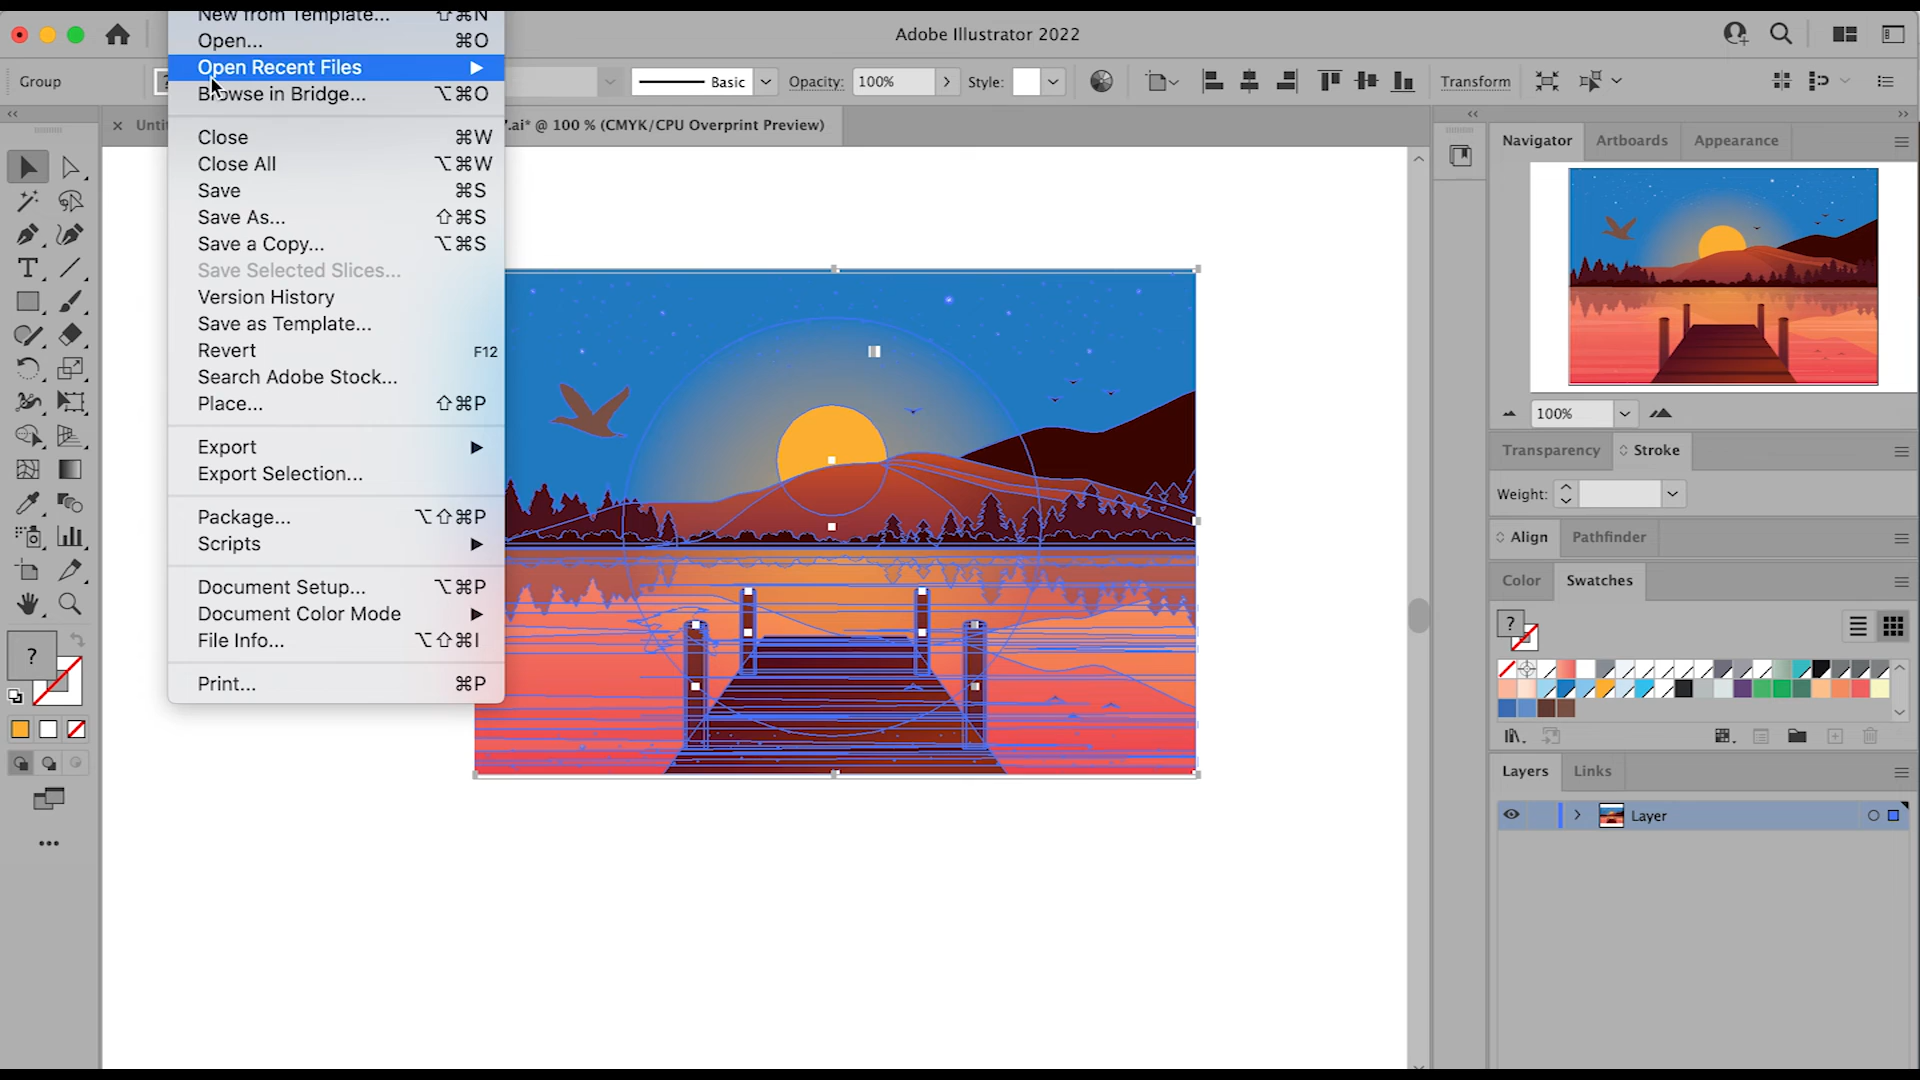 New from Template... ⇧⌘N
Adobe Illustrator 2022
Open... ⌘O
Open Recent Files ▶
Browse in Bridge... ⌥⌘O
Group
Basic
Opacity: 100%
Style:
Transform
Untit
.ai* @ 100 % (CMYK/CPU Overprint Preview)
Close ⌘W
Close All ⌥⌘W
Save ⌘S
Save As... ⇧⌘S
Save a Copy... ⌥⌘S
Save Selected Slices...
Version History
Save as Template...
Revert F12
Search Adobe Stock...
Place... ⇧⌘P
Export ▶
Export Selection...
Package... ⌥⇧⌘P
Scripts ▶
Document Setup... ⌥⌘P
Document Color Mode ▶
File Info... ⌥⇧⌘I
Print... ⌘P
Navigator Artboards Appearance
100%
Transparency Stroke
Weight:
Align Pathfinder
Color Swatches
?
?
Layers Links
Layer